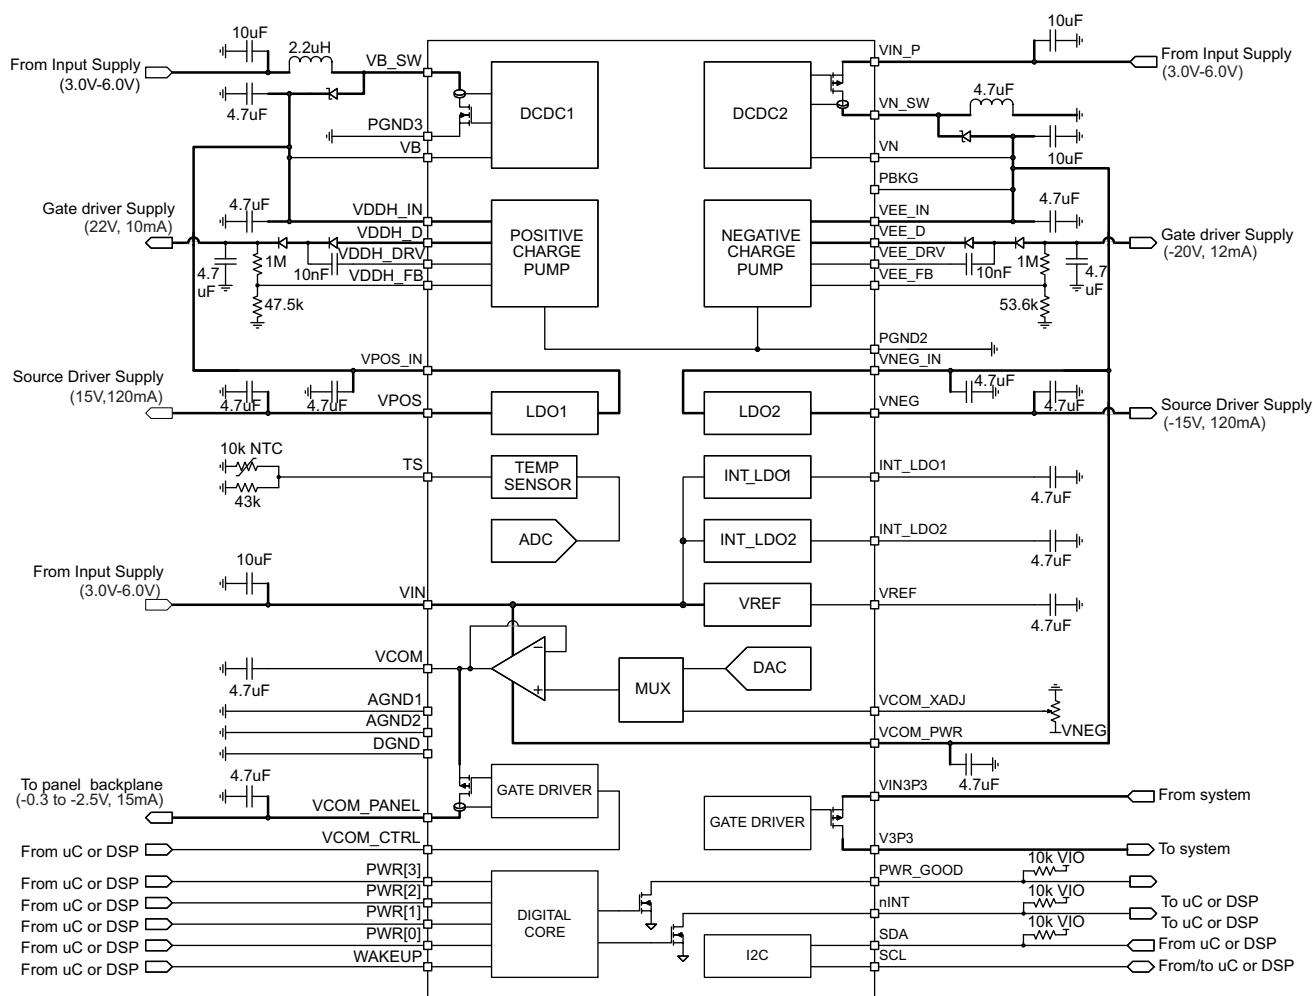 10uF
2.2uH
From Input Supply
(3.0V-6.0V)
VB_SW
4.7uF
PGND3
VB
DCDC1
DCDC2
VIN_P
10uF
From Input Supply
(3.0V-6.0V)
4.7uF
VN_SW
VN
10uF
PBKG
Gate driver Supply
(22V, 10mA)
4.7uF
VDDH_IN
VDDH_D
VDDH_DRV
VDDH_FB
4.7
uF
1M
10nF
47.5k
POSITIVE
CHARGE
PUMP
NEGATIVE
CHARGE
PUMP
VEE_IN
VEE_D
VEE_DRV
VEE_FB
4.7uF
Gate driver Supply
(-20V, 12mA)
10nF
1M
4.7
uF
53.6k
PGND2
VPOS_IN
Source Driver Supply
(15V,120mA)
4.7uF
4.7uF
VPOS
LDO1
LDO2
VNEG_IN
4.7uF
VNEG
4.7uF
Source Driver Supply
(-15V, 120mA)
10k NTC
43k
TS
TEMP
SENSOR
ADC
INT_LDO1
INT_LDO1
4.7uF
INT_LDO2
INT_LDO2
4.7uF
From Input Supply
(3.0V-6.0V)
10uF
VIN
VREF
VREF
4.7uF
VCOM
4.7uF
−
+
MUX
DAC
AGND1
AGND2
DGND
VCOM_XADJ
VNEG
VCOM_PWR
4.7uF
To panel backplane
(-0.3 to -2.5V, 15mA)
4.7uF
VCOM_PANEL
GATE DRIVER
VCOM_CTRL
From uC or DSP
GATE DRIVER
VIN3P3
From system
V3P3
To system
From uC or DSP
PWR[3]
From uC or DSP
PWR[2]
From uC or DSP
PWR[1]
From uC or DSP
PWR[0]
From uC or DSP
WAKEUP
DIGITAL
CORE
I2C
PWR_GOOD
10k VIO
nINT
10k VIO
To uC or DSP
To uC or DSP
SDA
10k VIO
From uC or DSP
SCL
From/to uC or DSP